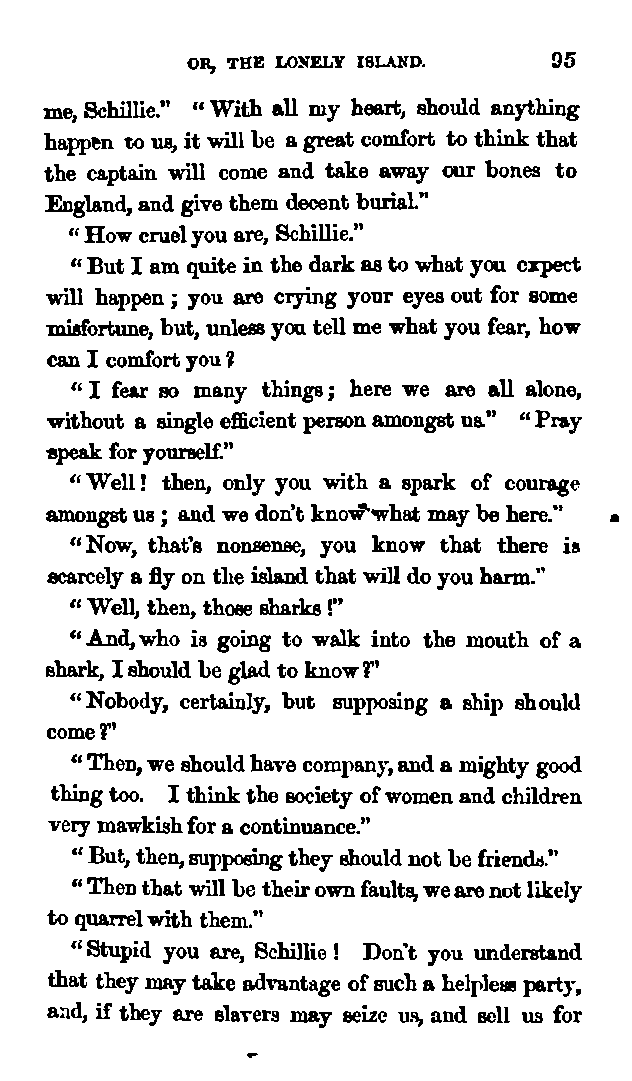 OR, THE LONELY ISLAND. 95
me, Schillie." "With all my heart, should anything
happen to us, it will be a great comfort to think that
the captain will come and take away our bones to
England, and give them decent burial."
"How cruel you are, Schillie."
"But I am quite in the dark as to what you expect
will happen; you are crying your eyes out for some
misfortune, but, unless you tell me what you fear, how
can I comfort you?
"I fear so many things; here we are all alone,
without a single efficient person amongst us." "Pray
speak for yourself."
"Well! then, only you with a spark of courage
amongst us; and we don't know what may be here."
"Now, that's nonsense, you know that there is
scarcely a fly on the island that will do you harm."
"Well, then, those sharks!"
"And, who is going to walk into the mouth of a
shark, I should be glad to know?"
"Nobody, certainly, but supposing a ship should
come?"
"Then, we should have company, and a mighty good
thing too. I think the society of women and children
very mawkish for a continuance."
"But, then, supposing they should not be friends."
"Then that will be their own faults, we are not likely
to quarrel with them."
"Stupid you are, Schillie! Don't you understand
that they may take advantage of such a helpless party,
and, if they are slavers may seize us, and sell us for